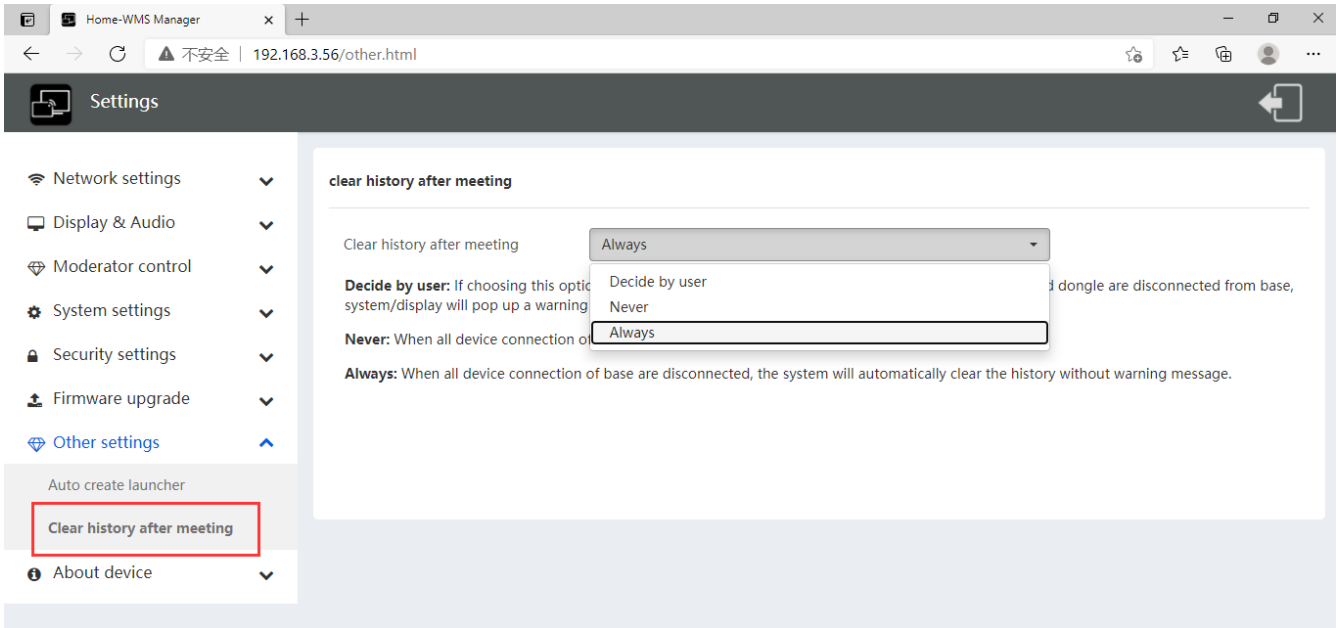 Home-WMS Manager
不安全 192.168.3.56/other.html
Settings
Network settings
Display & Audio
Moderator control
System settings
Security settings
Firmware upgrade
Other settings
Auto create launcher
Clear history after meeting
About device
clear history after meeting
Clear history after meeting Always
Decide by user
Never
Always
Decide by user: If choosing this optio dongle are disconnected from base,
system/display will pop up a warning
Never: When all device connection of
Always: When all device connection of base are disconnected, the system will automatically clear the history without warning message.